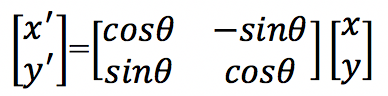 [x′ y′] = [cosθ −sinθ sinθ cosθ] [x y]